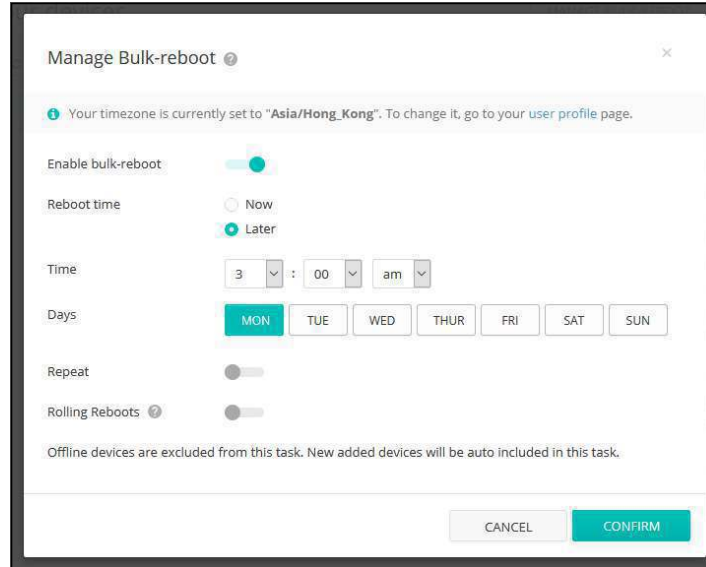 Manage Bulk-reboot ?
×
i Your timezone is currently set to "Asia/Hong_Kong". To change it, go to your user profile page.
Enable bulk-reboot
Reboot time
Now
Later
Time
3 : 00 am
Days
MON TUE WED THUR FRI SAT SUN
Repeat
Rolling Reboots ?
Offline devices are excluded from this task. New added devices will be auto included in this task.
CANCEL CONFIRM